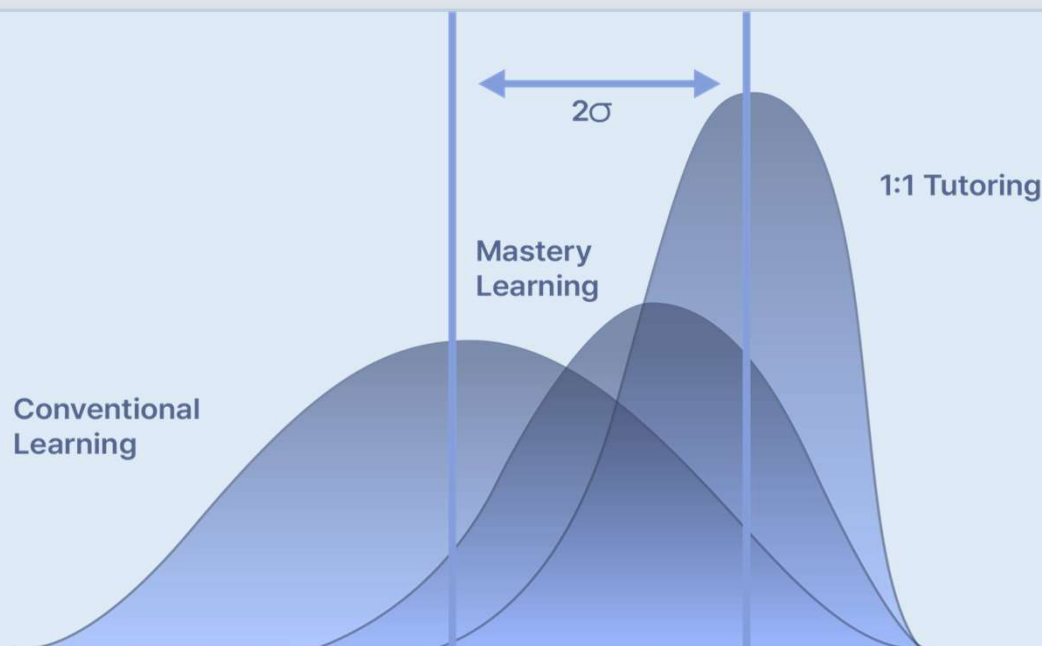 2σ
1:1 Tutoring
Mastery
Learning
Conventional
Learning